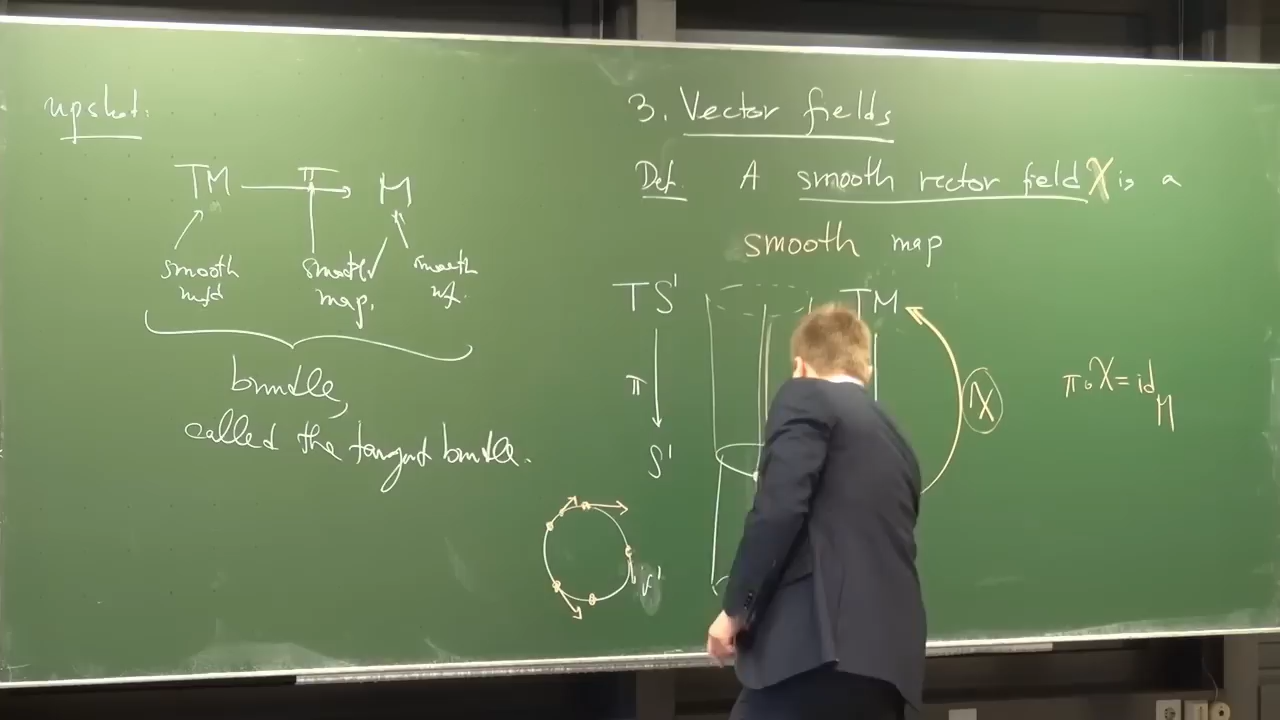 upshot:
TM π M
smooth smooth smooth
mfd map, mf.
bundle,
called the tangent bundle.
3. Vector fields
Def. A smooth vector field χ is a
smooth map
TS¹ TM
π χ π∘χ = id_M
S¹